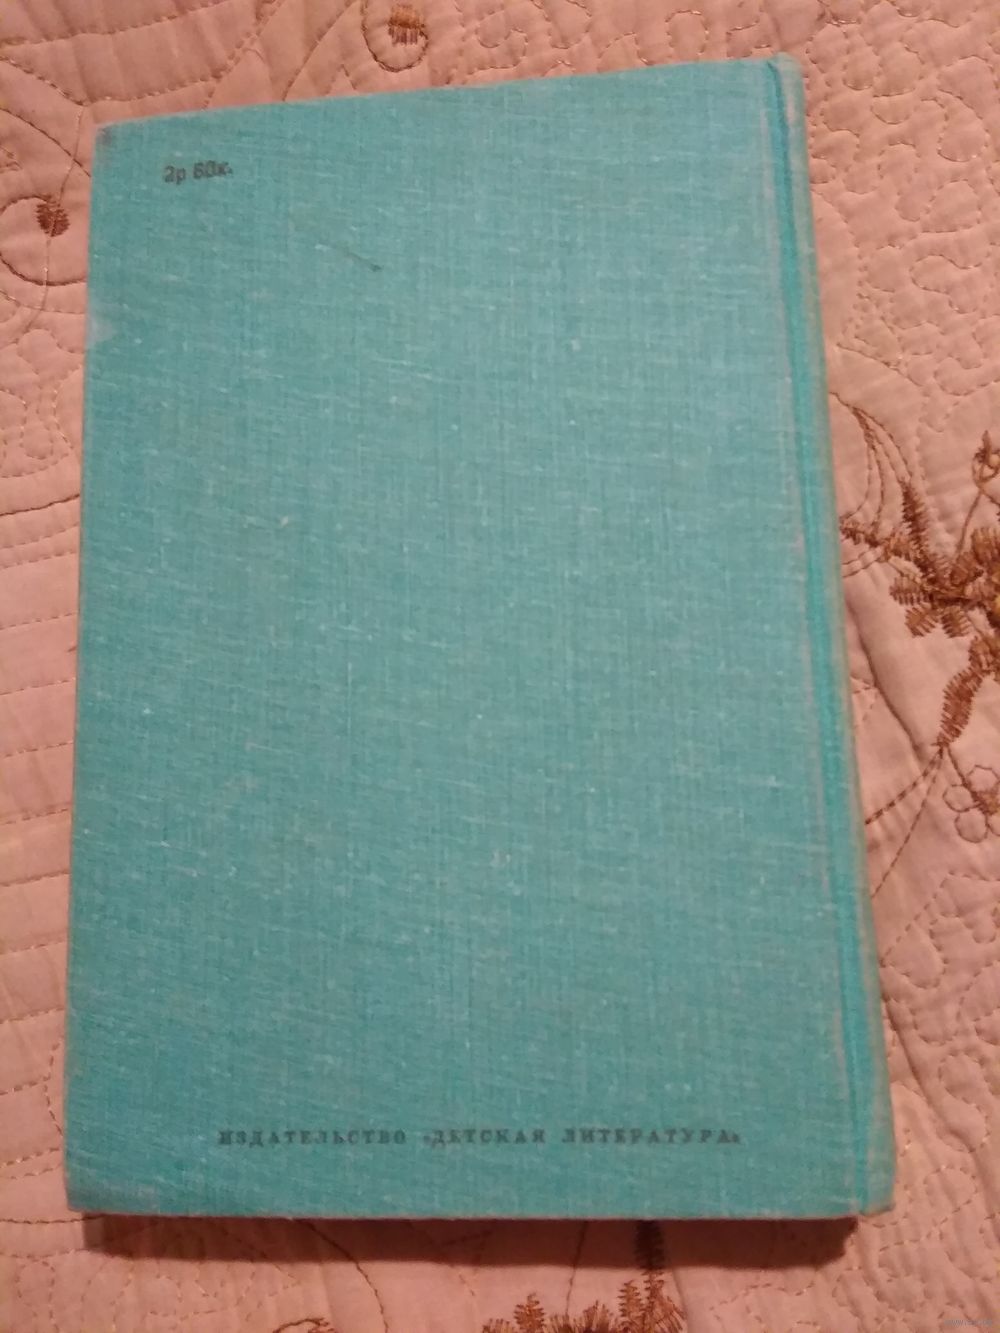 2р 60к.
ИЗДАТЕЛЬСТВО «ДЕТСКАЯ ЛИТЕРАТУРА»